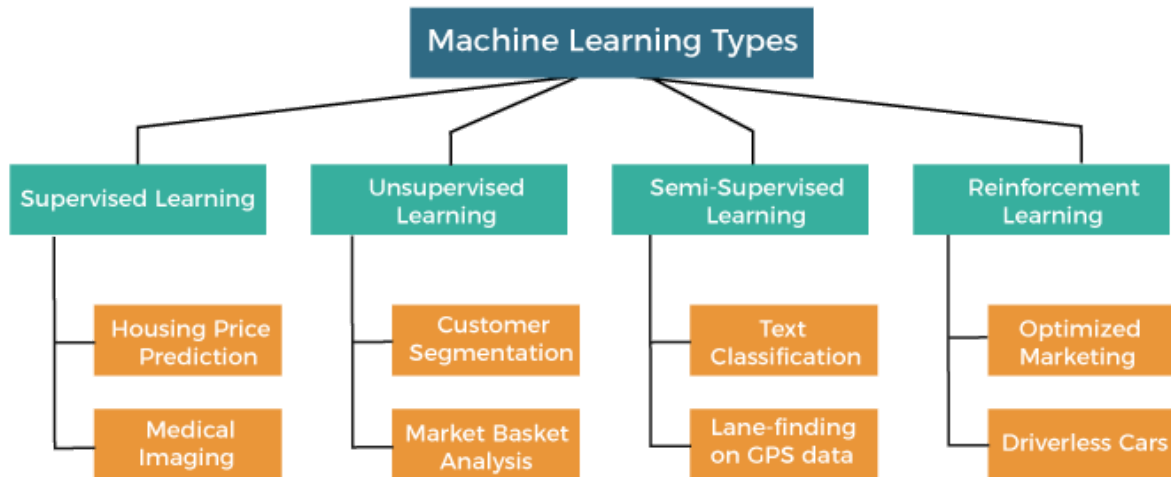 Machine Learning Types
Supervised Learning
Unsupervised
Learning
Semi-Supervised
Learning
Reinforcement
Learning
Housing Price
Prediction
Customer
Segmentation
Text
Classification
Optimized
Marketing
Medical
Imaging
Market Basket
Analysis
Lane-finding
on GPS data
Driverless Cars